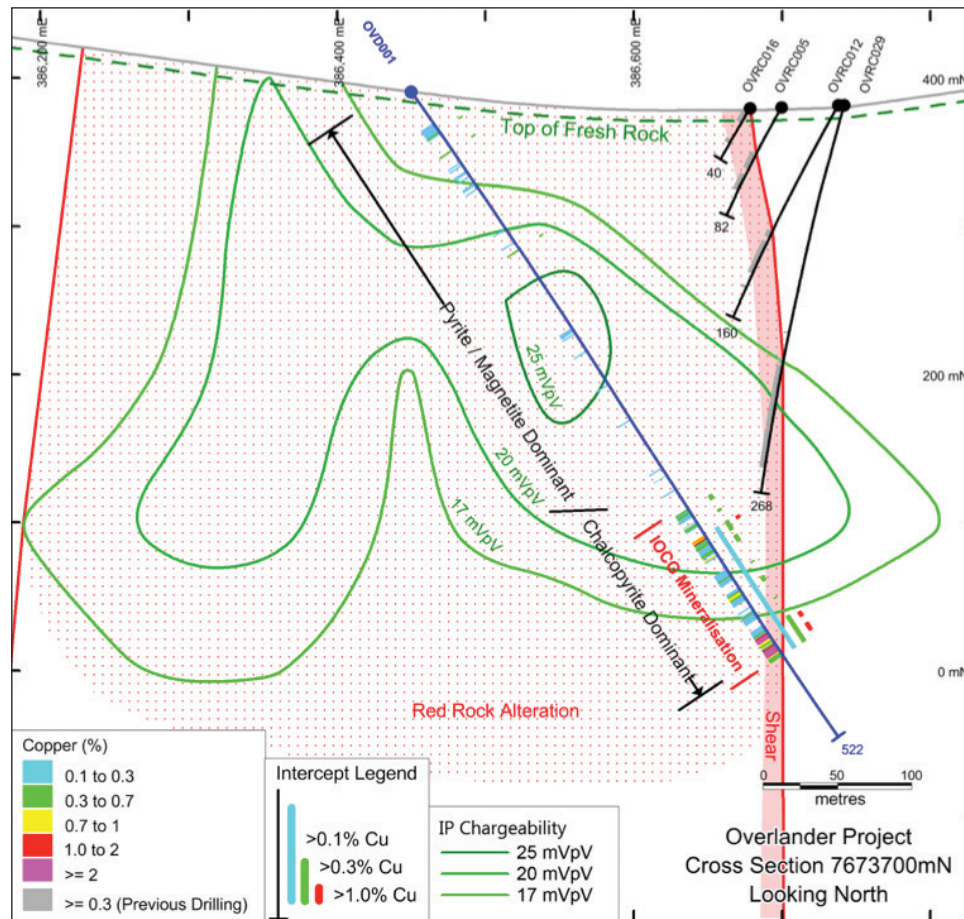 386,200 mE
386,400 mE
386,600 mE
OVD001
OVRC016
OVRC005
OVRC012
OVRC029
400 mN
Top of Fresh Rock
40
82
160
268
25 mVpV
200 mN
Pyrite / Magnetite Dominant
20 mVpV
17 mVpV
Chalcopyrite Dominant
IOCG Mineralisation
0 mN
Red Rock Alteration
Shear
522
Copper (%)
0.1 to 0.3
0.3 to 0.7
0.7 to 1
1.0 to 2
>= 2
>= 0.3 (Previous Drilling)
Intercept Legend
>0.1% Cu
>0.3% Cu
>1.0% Cu
IP Chargeability
25 mVpV
20 mVpV
17 mVpV
0 50 100
metres
Overlander Project
Cross Section 7673700mN
Looking North